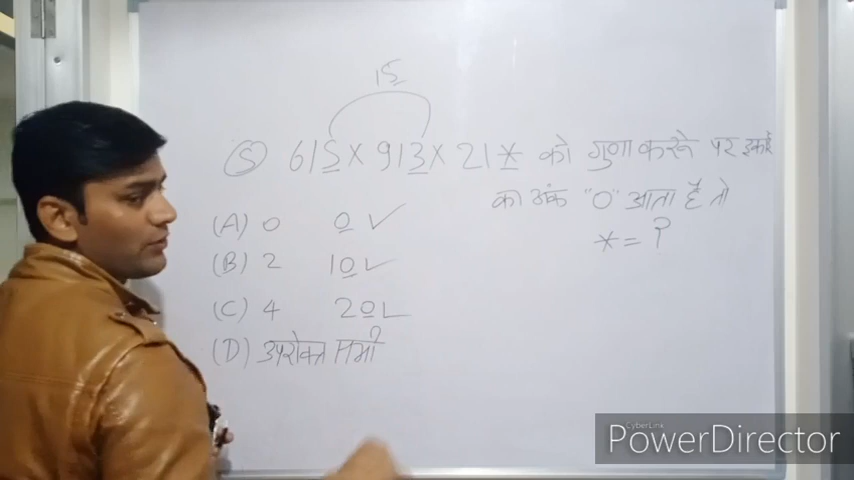 15
(5) 615 × 913 × 21* को गुणा करने पर इकाई
का अंक "0" आता है तो
* = ?
(A) 0 0 ✓
(B) 2 10 ✓
(C) 4 20 ✓
(D) उपरोक्त सभी
CyberLink
PowerDirector